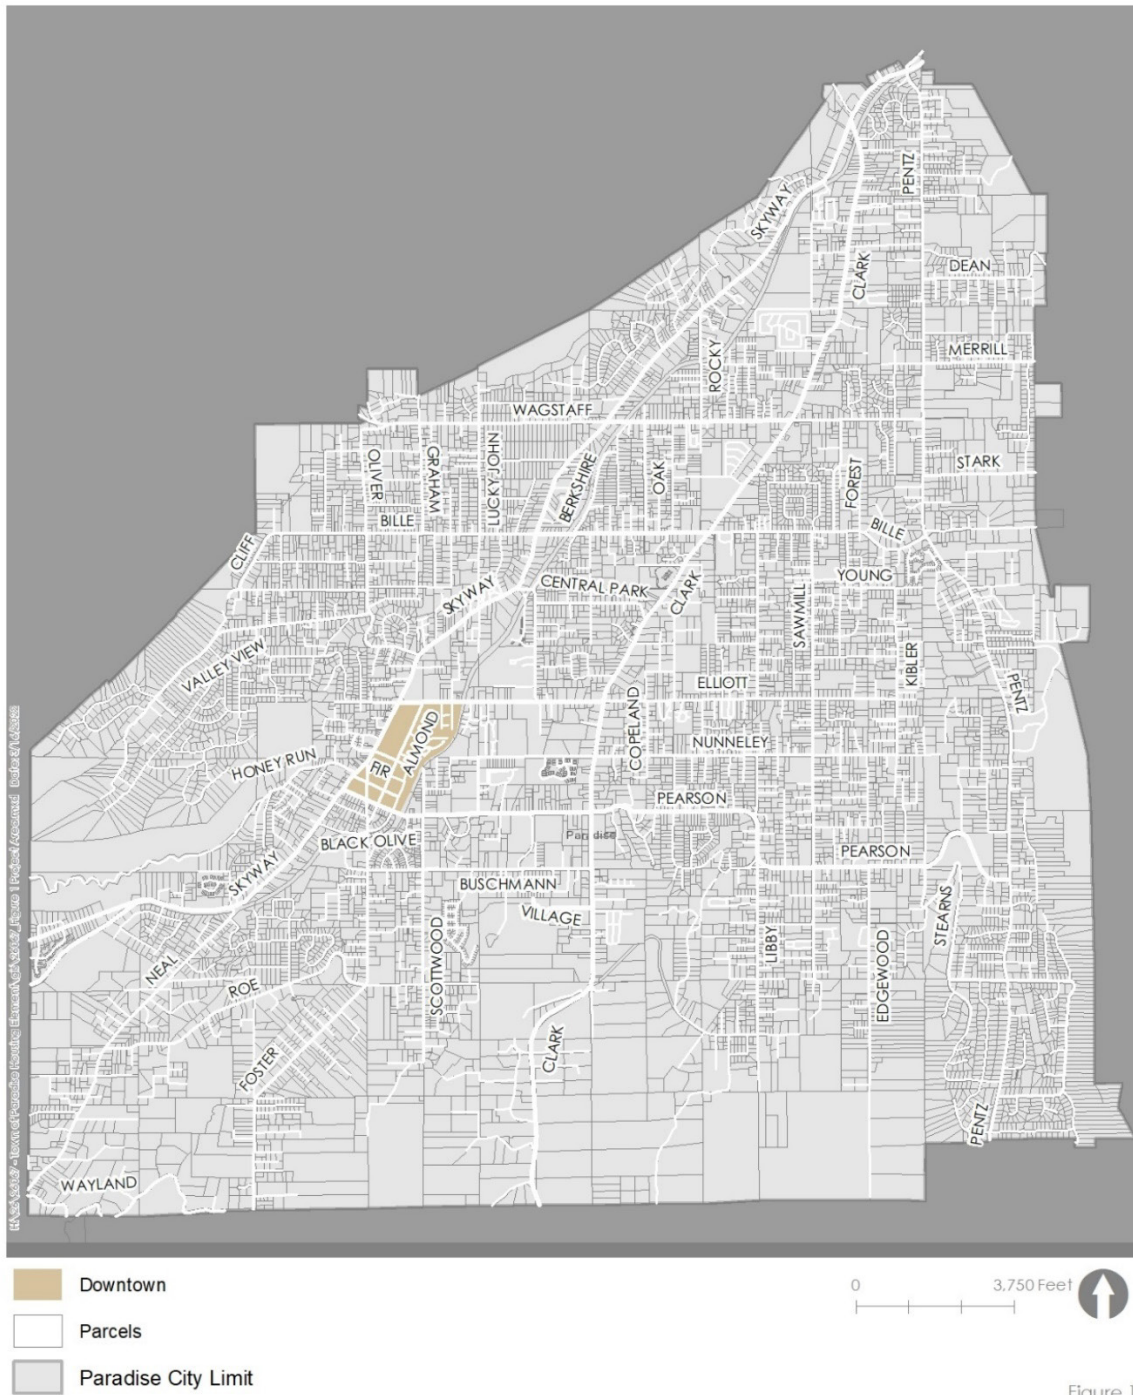 SKYWAY
PENTZ
CLARK
DEAN
MERRILL
ROCKY
WAGSTAFF
OLIVER
GRAHAM
LUCKY JOHN
BERKSHIRE
OAK
FOREST
STARK
BILLE
BILLE
CLIFF
SKYWAY
CENTRAL PARK
CLARK
YOUNG
SAWMILL
VALLEY VIEW
KIBLER
ELLIOTT
PENTZ
COPELAND
ALMOND
NUNNELEY
HONEY RUN
FIR
PEARSON
Paradise
BLACK OLIVE
PEARSON
SKYWAY
BUSCHMANN
VILLAGE
STEARNS
LIBBY
SCOTTWOOD
EDGEWOOD
NEAL
ROE
CLARK
FOSTER
PENTZ
WAYLAND
Downtown
Parcels
Paradise City Limit
0 3,750 Feet
Figure 1